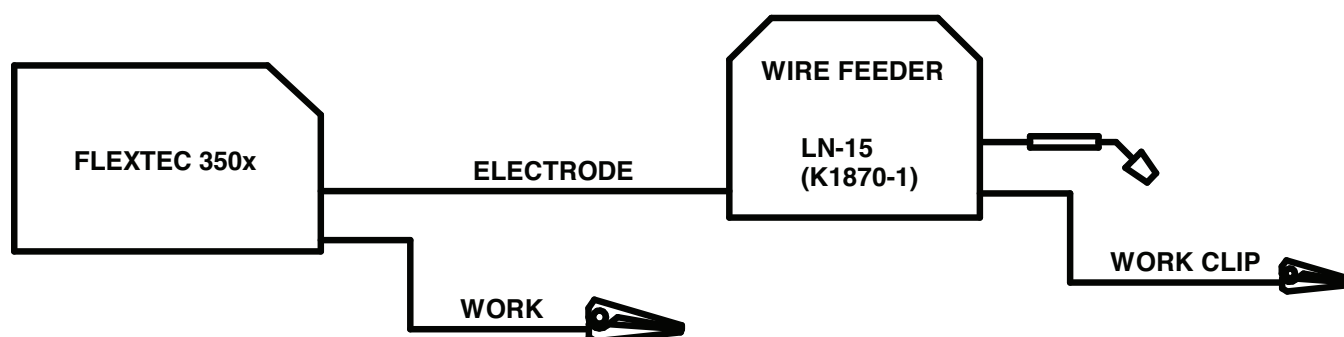 FLEXTEC 350x
ELECTRODE
WORK
WIRE FEEDER
LN-15
(K1870-1)
WORK CLIP